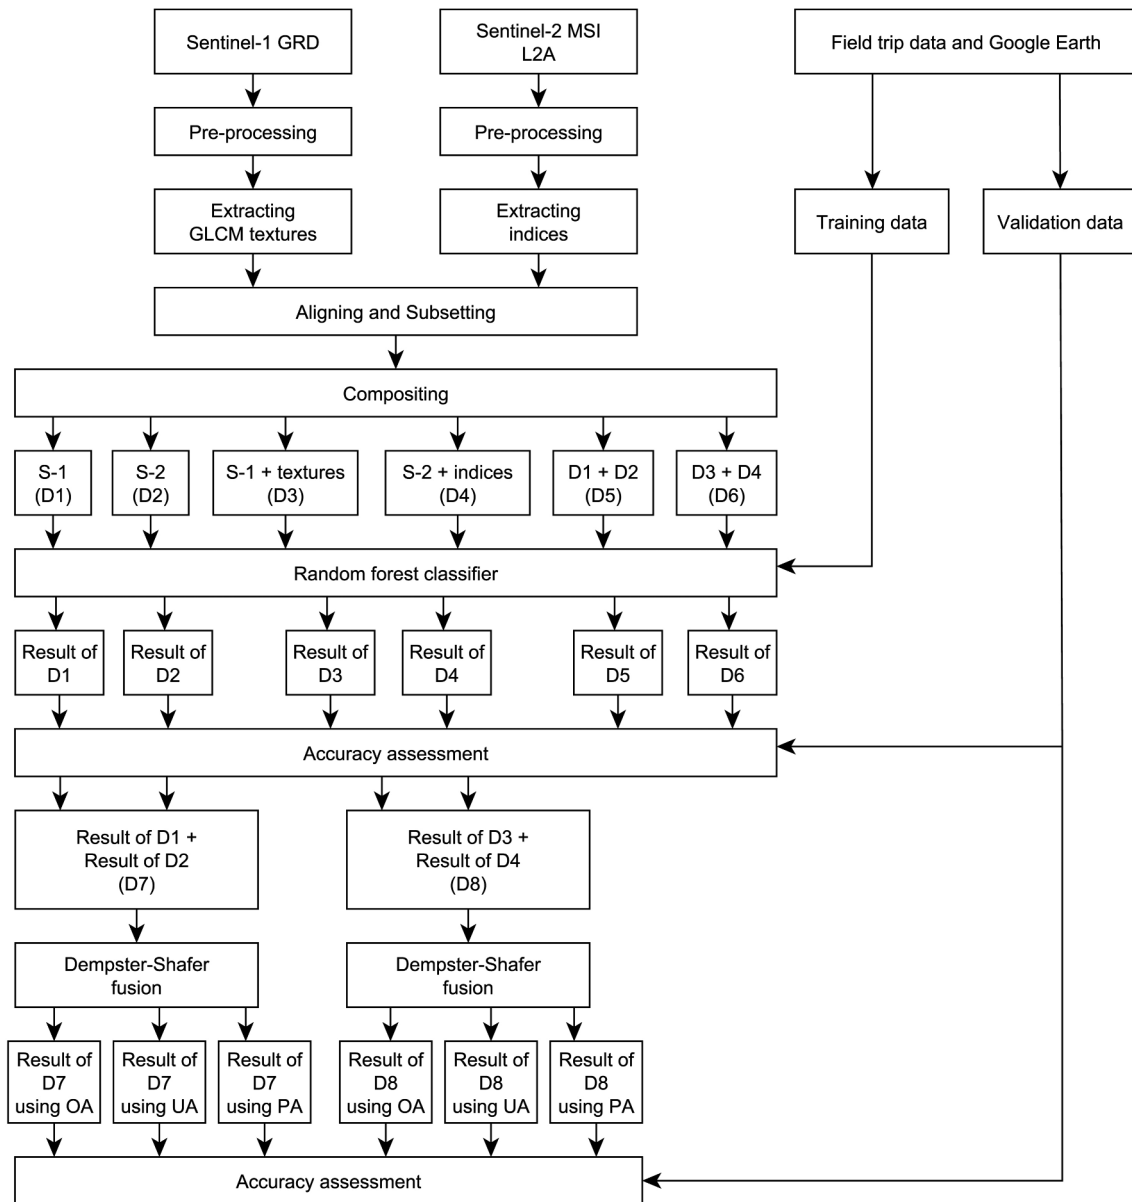 Sentinel-1 GRD
Sentinel-2 MSI
L2A
Field trip data and Google Earth
Pre-processing
Pre-processing
Extracting
GLCM textures
Extracting
indices
Training data
Validation data
Aligning and Subsetting
Compositing
S-1
(D1)
S-2
(D2)
S-1 + textures
(D3)
S-2 + indices
(D4)
D1 + D2
(D5)
D3 + D4
(D6)
Random forest classifier
Result of
D1
Result of
D2
Result of
D3
Result of
D4
Result of
D5
Result of
D6
Accuracy assessment
Result of D1 +
Result of D2
(D7)
Result of D3 +
Result of D4
(D8)
Dempster-Shafer
fusion
Dempster-Shafer
fusion
Result of
D7
using OA
Result of
D7
using UA
Result of
D7
using PA
Result of
D8
using OA
Result of
D8
using UA
Result of
D8
using PA
Accuracy assessment